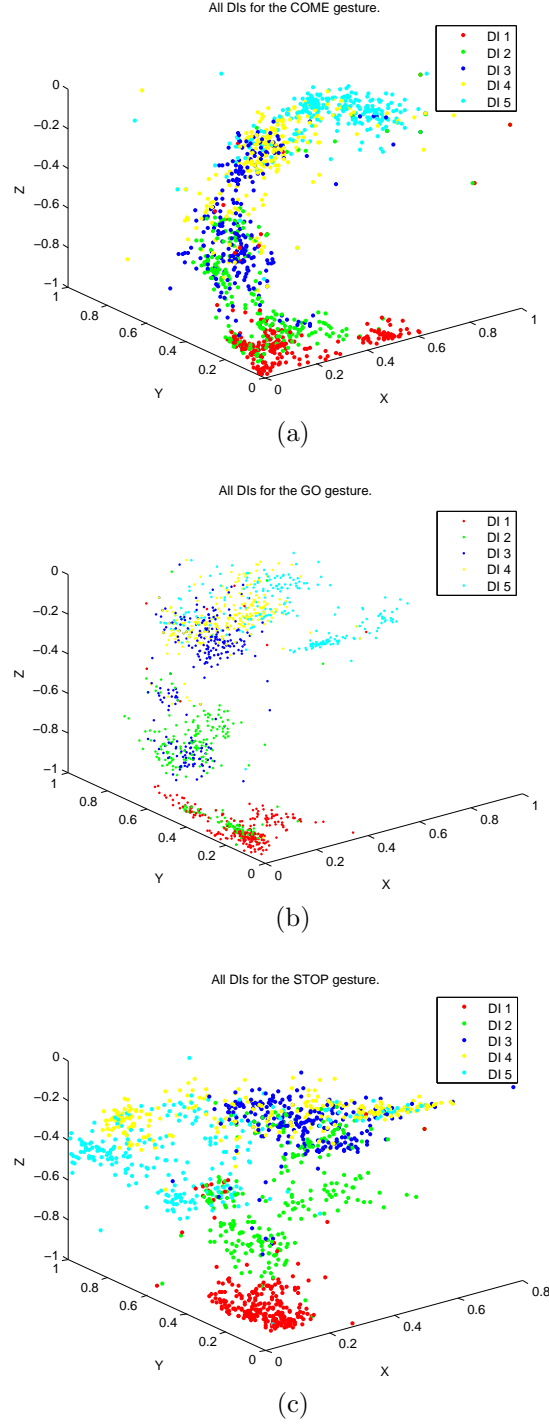 All DIs for the COME gesture.
DI 1
DI 2
DI 3
DI 4
DI 5
0
−0.2
−0.4
−0.6
−0.8
−1
Z
1
0.8
0.6
0.4
0.2
0
Y
0
0.2
0.4
0.6
0.8
1
X
(a)
All DIs for the GO gesture.
DI 1
DI 2
DI 3
DI 4
DI 5
0
−0.2
−0.4
−0.6
−0.8
−1
Z
1
0.8
0.6
0.4
0.2
0
Y
0
0.2
0.4
0.6
0.8
1
X
(b)
All DIs for the STOP gesture.
DI 1
DI 2
DI 3
DI 4
DI 5
0
−0.2
−0.4
−0.6
−0.8
−1
Z
1
0.8
0.6
0.4
0.2
0
Y
0
0.2
0.4
0.6
0.8
X
(c)